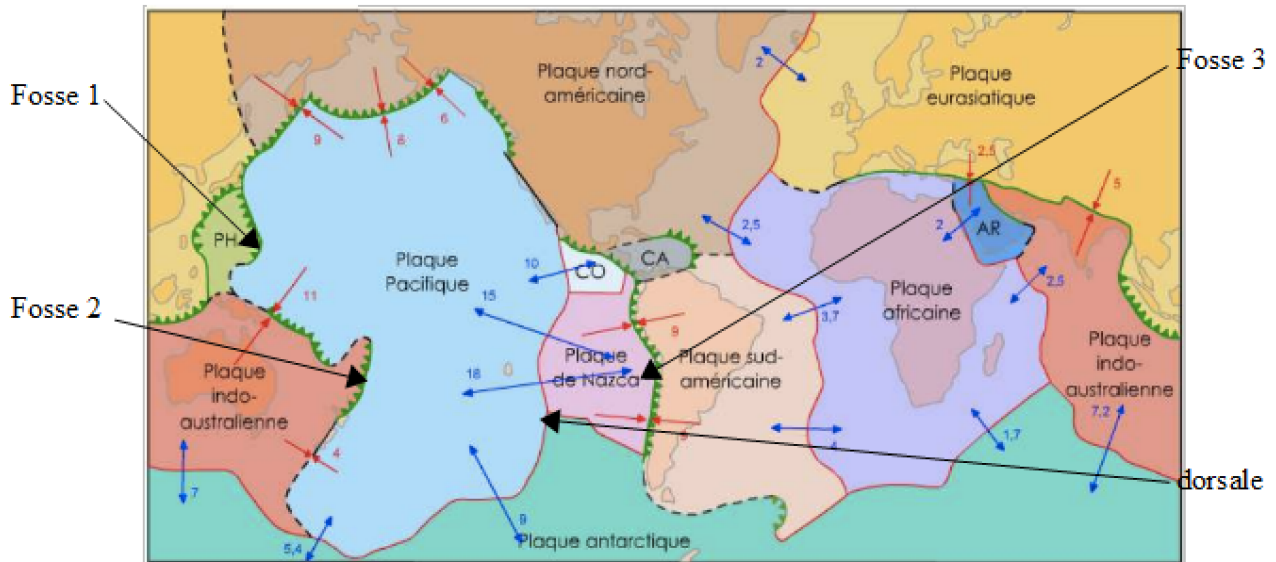 Fosse 1
Fosse 2
Fosse 3
dorsale
Plaque nord-
américaine
Plaque
eurasiatique
PH
Plaque
Pacifique
CO
CA
AR
Plaque
africaine
Plaque
de Nazca
Plaque sud-
américaine
Plaque
indo-
australienne
Plaque
indo-
australienne
Plaque antarctique
9
8
6
2
2,5
5
2,5
2
10
15
11
9
3,7
2,5
18
4
7
5,4
9
4
1,7
7,2